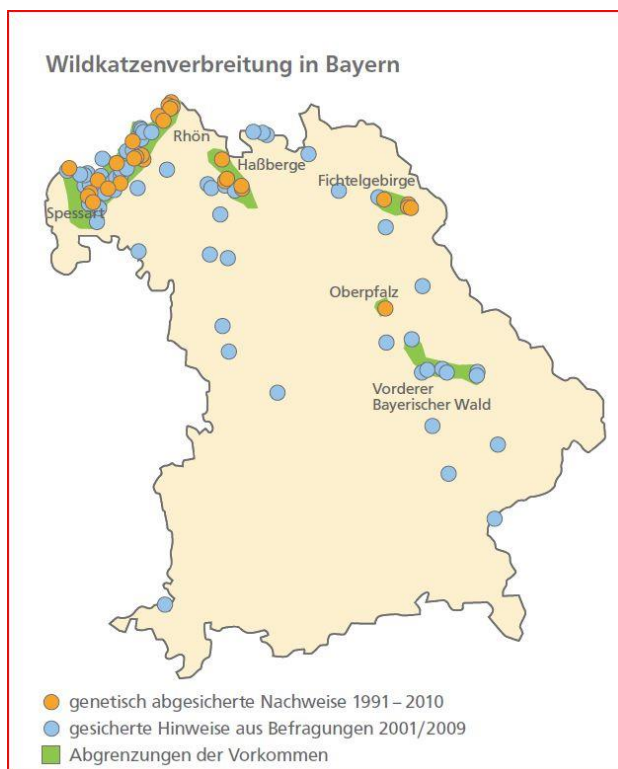 Wildkatzenverbreitung in Bayern
Rhön
Haßberge
Fichtelgebirge
Spessart
Oberpfalz
Vorderer
Bayerischer Wald
genetisch abgesicherte Nachweise 1991–2010
gesicherte Hinweise aus Befragungen 2001/2009
Abgrenzungen der Vorkommen